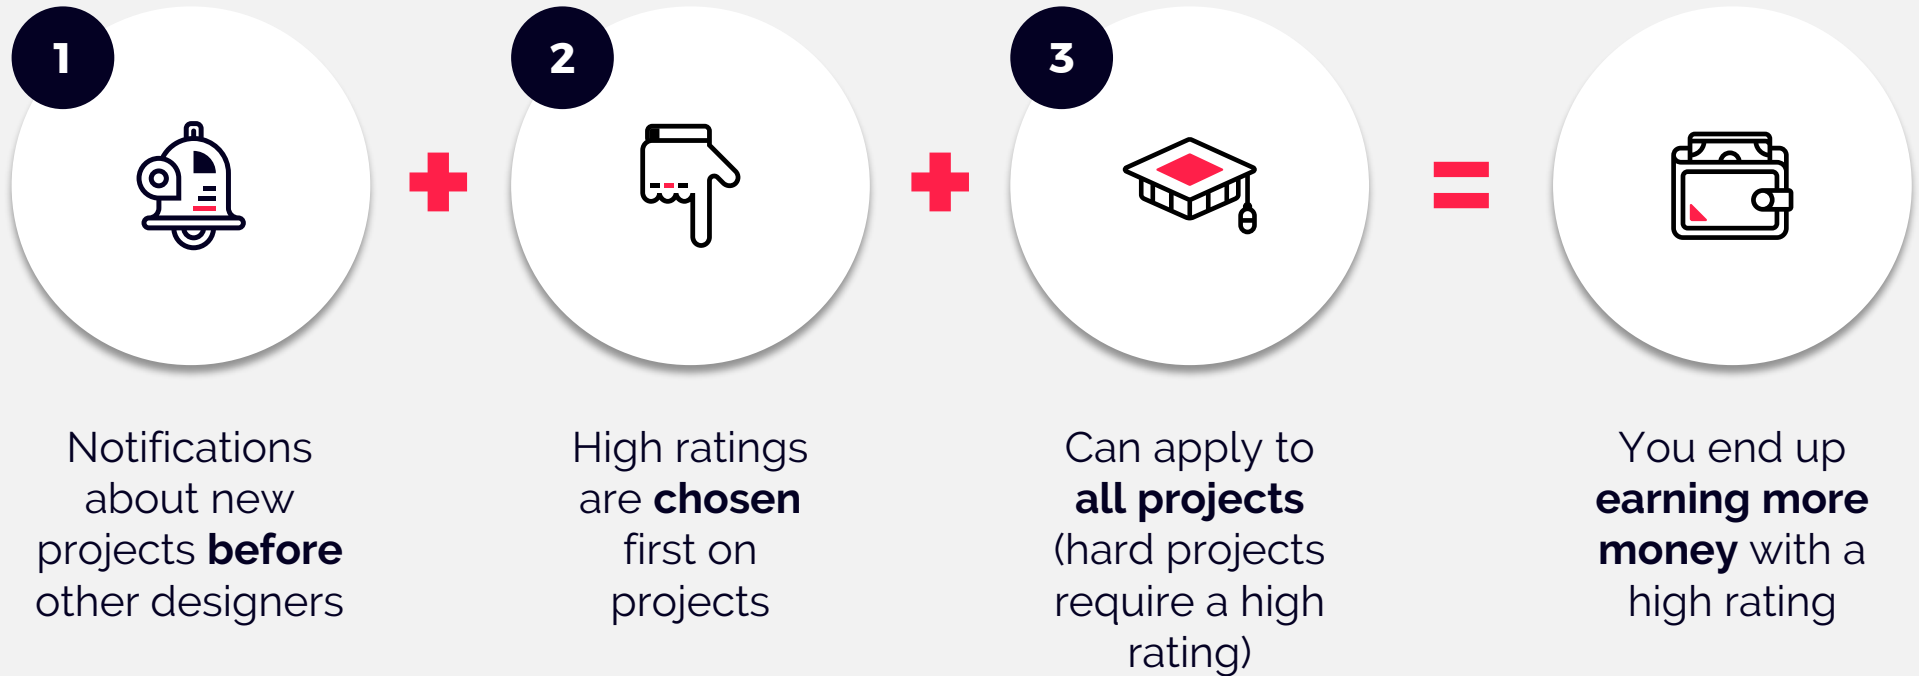 1
Notifications
about new
projects before
other designers
2
High ratings
are chosen
first on
projects
3
Can apply to
all projects
(hard projects
require a high
rating)
You end up
earning more
money with a
high rating